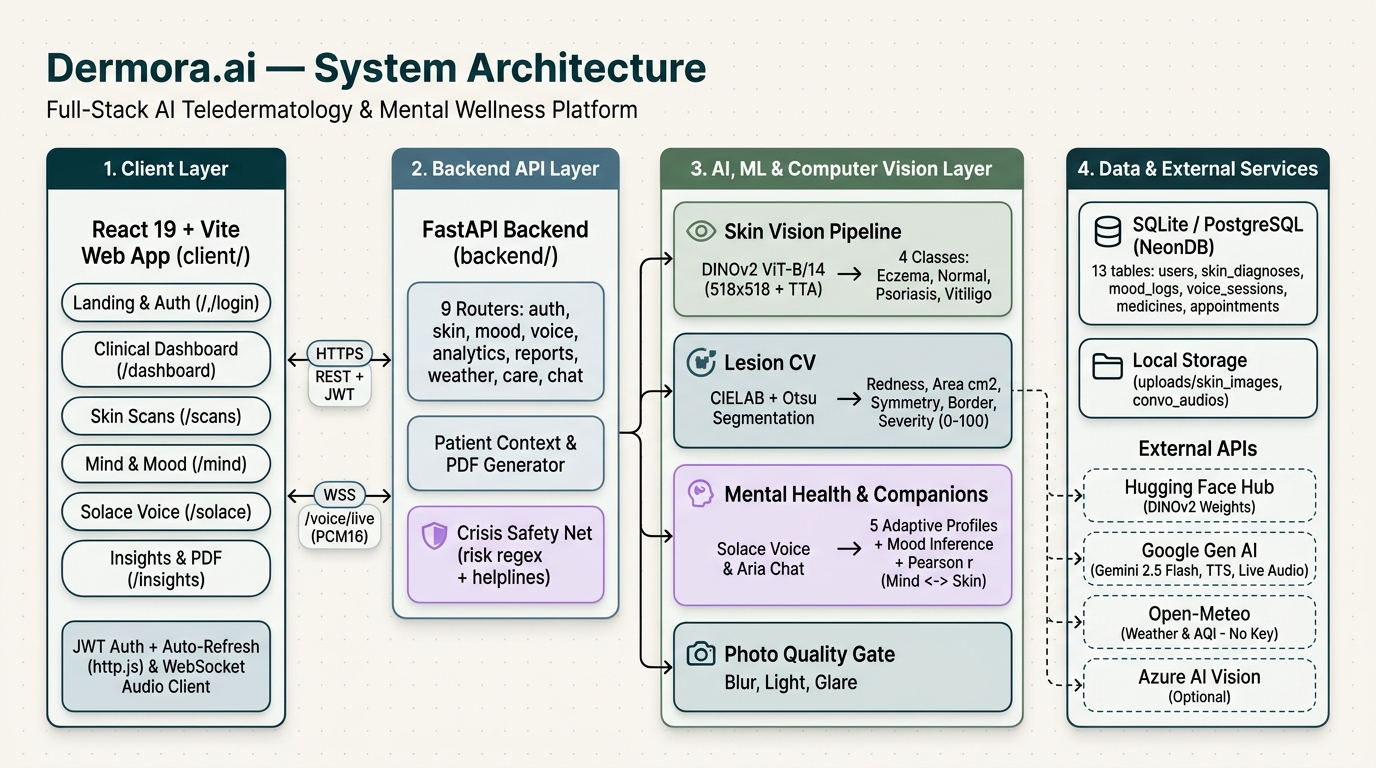 Dermora.ai — System Architecture
Full-Stack AI Teledermatology & Mental Wellness Platform
1. Client Layer
React 19 + Vite
Web App (client/)
Landing & Auth (/,/login)
Clinical Dashboard
(/dashboard)
Skin Scans (/scans)
Mind & Mood (/mind)
Solace Voice (/solace)
Insights & PDF
(/insights)
JWT Auth + Auto-Refresh
(http.js) & WebSocket
Audio Client
HTTPS
REST +
JWT
WSS
/voice/live
(PCM16)
2. Backend API Layer
FastAPI Backend
(backend/)
9 Routers: auth,
skin, mood, voice,
analytics, reports,
weather, care, chat
Patient Context &
PDF Generator
Crisis Safety Net
(risk regex
+ helplines)
3. AI, ML & Computer Vision Layer
Skin Vision Pipeline
DINOv2 ViT-B/14
(518x518 + TTA)
4 Classes:
Eczema, Normal,
Psoriasis, Vitiligo
Lesion CV
CIELAB + Otsu
Segmentation
Redness, Area cm2,
Symmetry, Border,
Severity (0-100)
Mental Health & Companions
Solace Voice
& Aria Chat
5 Adaptive Profiles
+ Mood Inference
+ Pearson r
(Mind <-> Skin)
Photo Quality Gate
Blur, Light, Glare
4. Data & External Services
SQLite / PostgreSQL
(NeonDB)
13 tables: users, skin_diagnoses,
mood_logs, voice_sessions,
medicines, appointments
Local Storage
(uploads/skin_images,
convo_audios)
External APIs
Hugging Face Hub
(DINOv2 Weights)
Google Gen AI
(Gemini 2.5 Flash, TTS, Live Audio)
Open-Meteo
(Weather & AQI - No Key)
Azure AI Vision
(Optional)